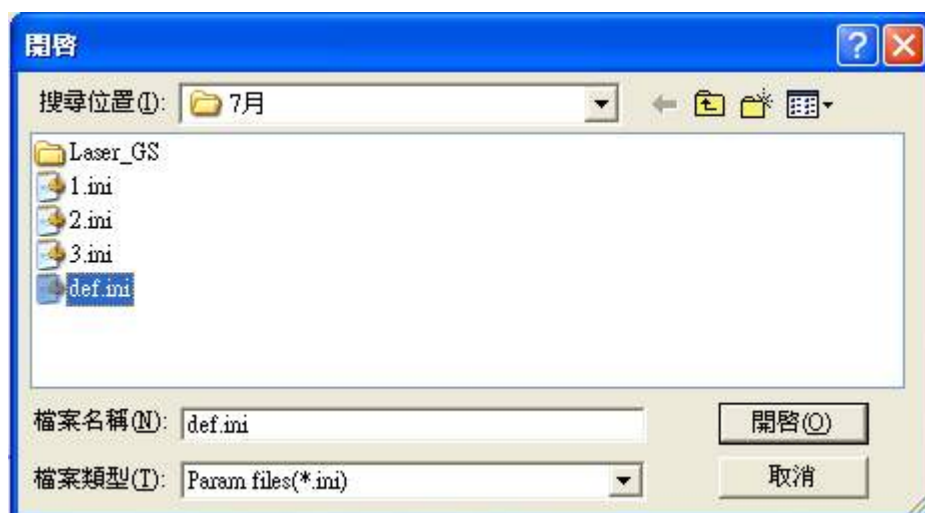 開啓
搜尋位置(I): 7月
Laser_GS
1.ini
2.ini
3.ini
def.ini
檔案名稱(N): def.ini 開啓(O)
檔案類型(T): Param files(*.ini) 取消